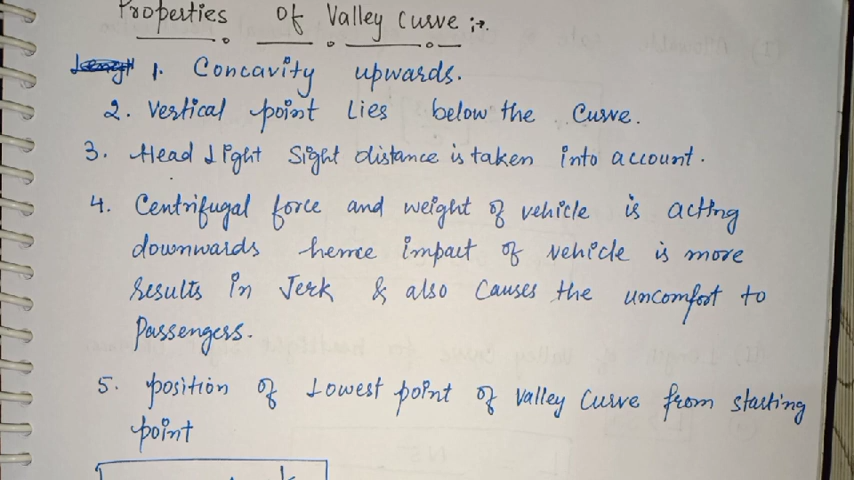 Properties of Valley Curve :-
1. Concavity upwards.
2. Vertical point Lies below the Curve.
3. Head Light Sight distance is taken into account.
4. Centrifugal force and weight of vehicle is acting
downwards hence impact of vehicle is more
results in Jerk & also Causes the uncomfort to
Passengers.
5. position of Lowest point of Valley Curve from starting
point